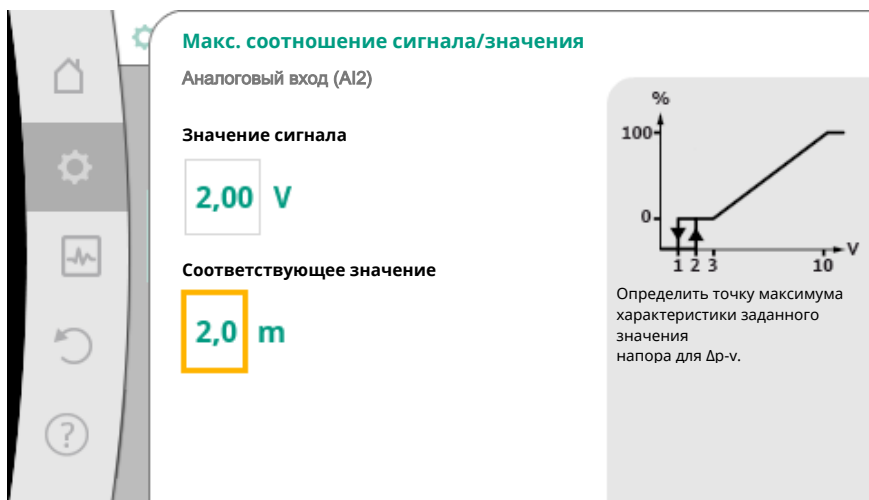 Макс. соотношение сигнала/значения
Аналоговый вход (AI2)
Значение сигнала
2,00 V
Соответствующее значение
2,0 m
%
100
0
1 2 3 10 V
Определить точку максимума
характеристики заданного
значения
напора для Δp-v.
?